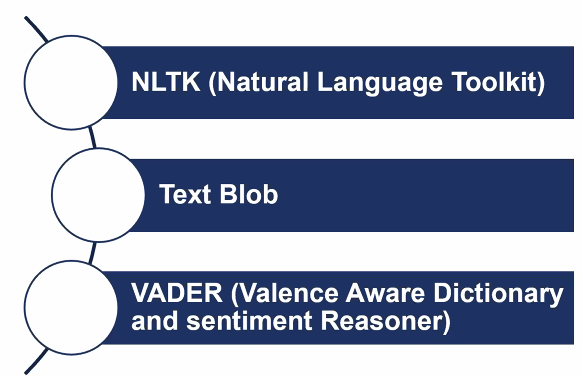 NLTK (Natural Language Toolkit)
Text Blob
VADER (Valence Aware Dictionary
and sentiment Reasoner)